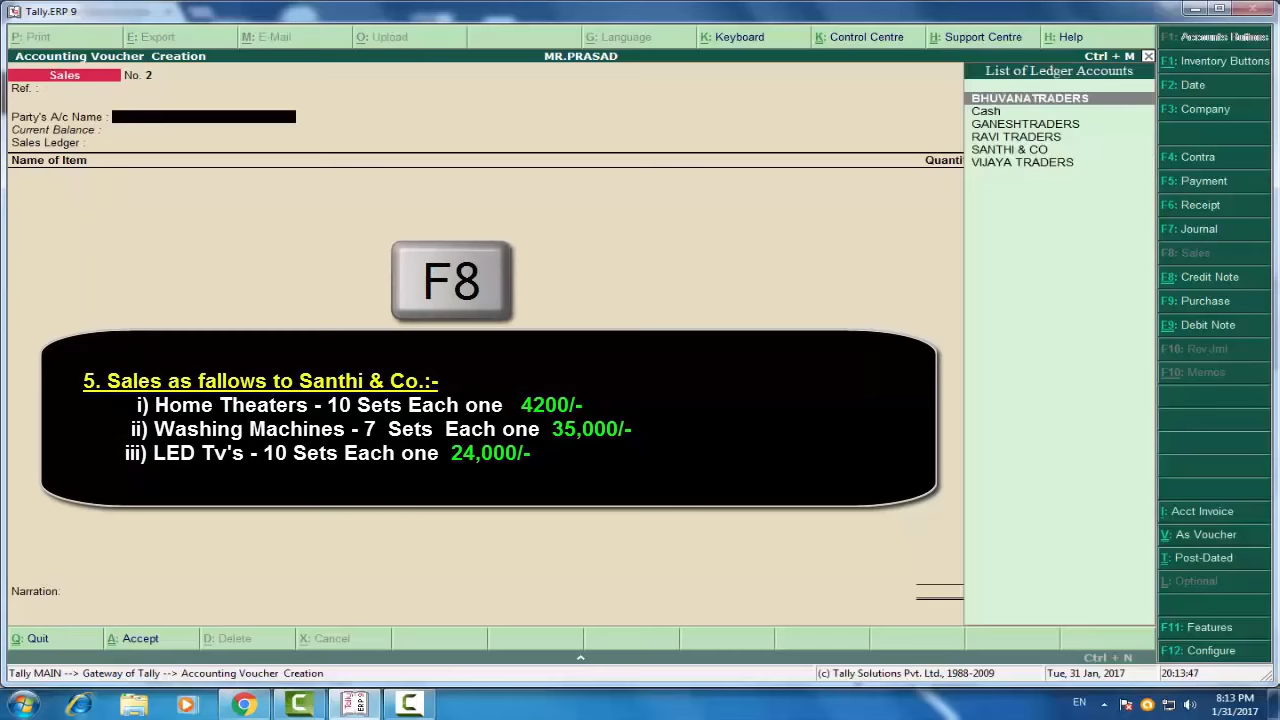 Tally.ERP 9
P: Print E: Export M: E-Mail O: Upload G: Language K: Keyboard K: Control Centre H: Support Centre H: Help
Accounting Voucher Creation MR.PRASAD Ctrl + M
Sales No. 2
Ref. :
Party's A/c Name :
Current Balance :
Sales Ledger :
Name of Item Quanti
List of Ledger Accounts
BHUVANATRADERS
Cash
GANESHTRADERS
RAVI TRADERS
SANTHI & CO
VIJAYA TRADERS
F8
5. Sales as fallows to Santhi & Co.:-
i) Home Theaters - 10 Sets Each one 4200/-
ii) Washing Machines - 7 Sets Each one 35,000/-
iii) LED Tv's - 10 Sets Each one 24,000/-
Narration:
F1: Accounts Buttons
F1: Inventory Buttons
F2: Date
F3: Company
F4: Contra
F5: Payment
F6: Receipt
F7: Journal
F8: Sales
F8: Credit Note
F9: Purchase
F9: Debit Note
F10: Rev Jrnl
F10: Memos
I: Acct Invoice
V: As Voucher
T: Post-Dated
L: Optional
F11: Features
F12: Configure
Q: Quit A: Accept D: Delete X: Cancel
Ctrl + N
Tally MAIN --> Gateway of Tally --> Accounting Voucher Creation (c) Tally Solutions Pvt. Ltd., 1988-2009 Tue, 31 Jan, 2017 20:13:47
EN 8:13 PM
1/31/2017